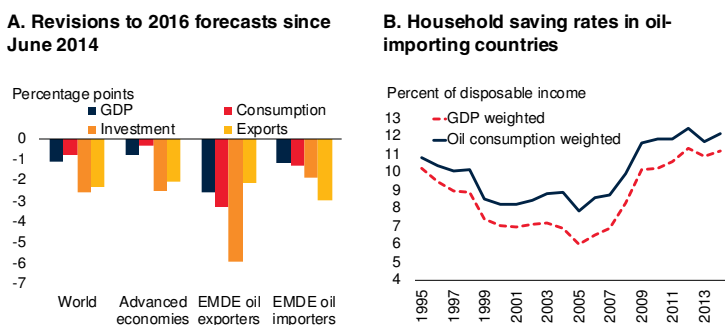 A. Revisions to 2016 forecasts since
June 2014
Percentage points
GDP
Consumption
Investment
Exports
0
-1
-2
-3
-4
-5
-6
-7
World
Advanced
economies
EMDE oil
exporters
EMDE oil
importers
B. Household saving rates in oil-
importing countries
Percent of disposable income
GDP weighted
Oil consumption weighted
13
12
11
10
9
8
7
6
5
4
1995
1997
1999
2001
2003
2005
2007
2009
2011
2013